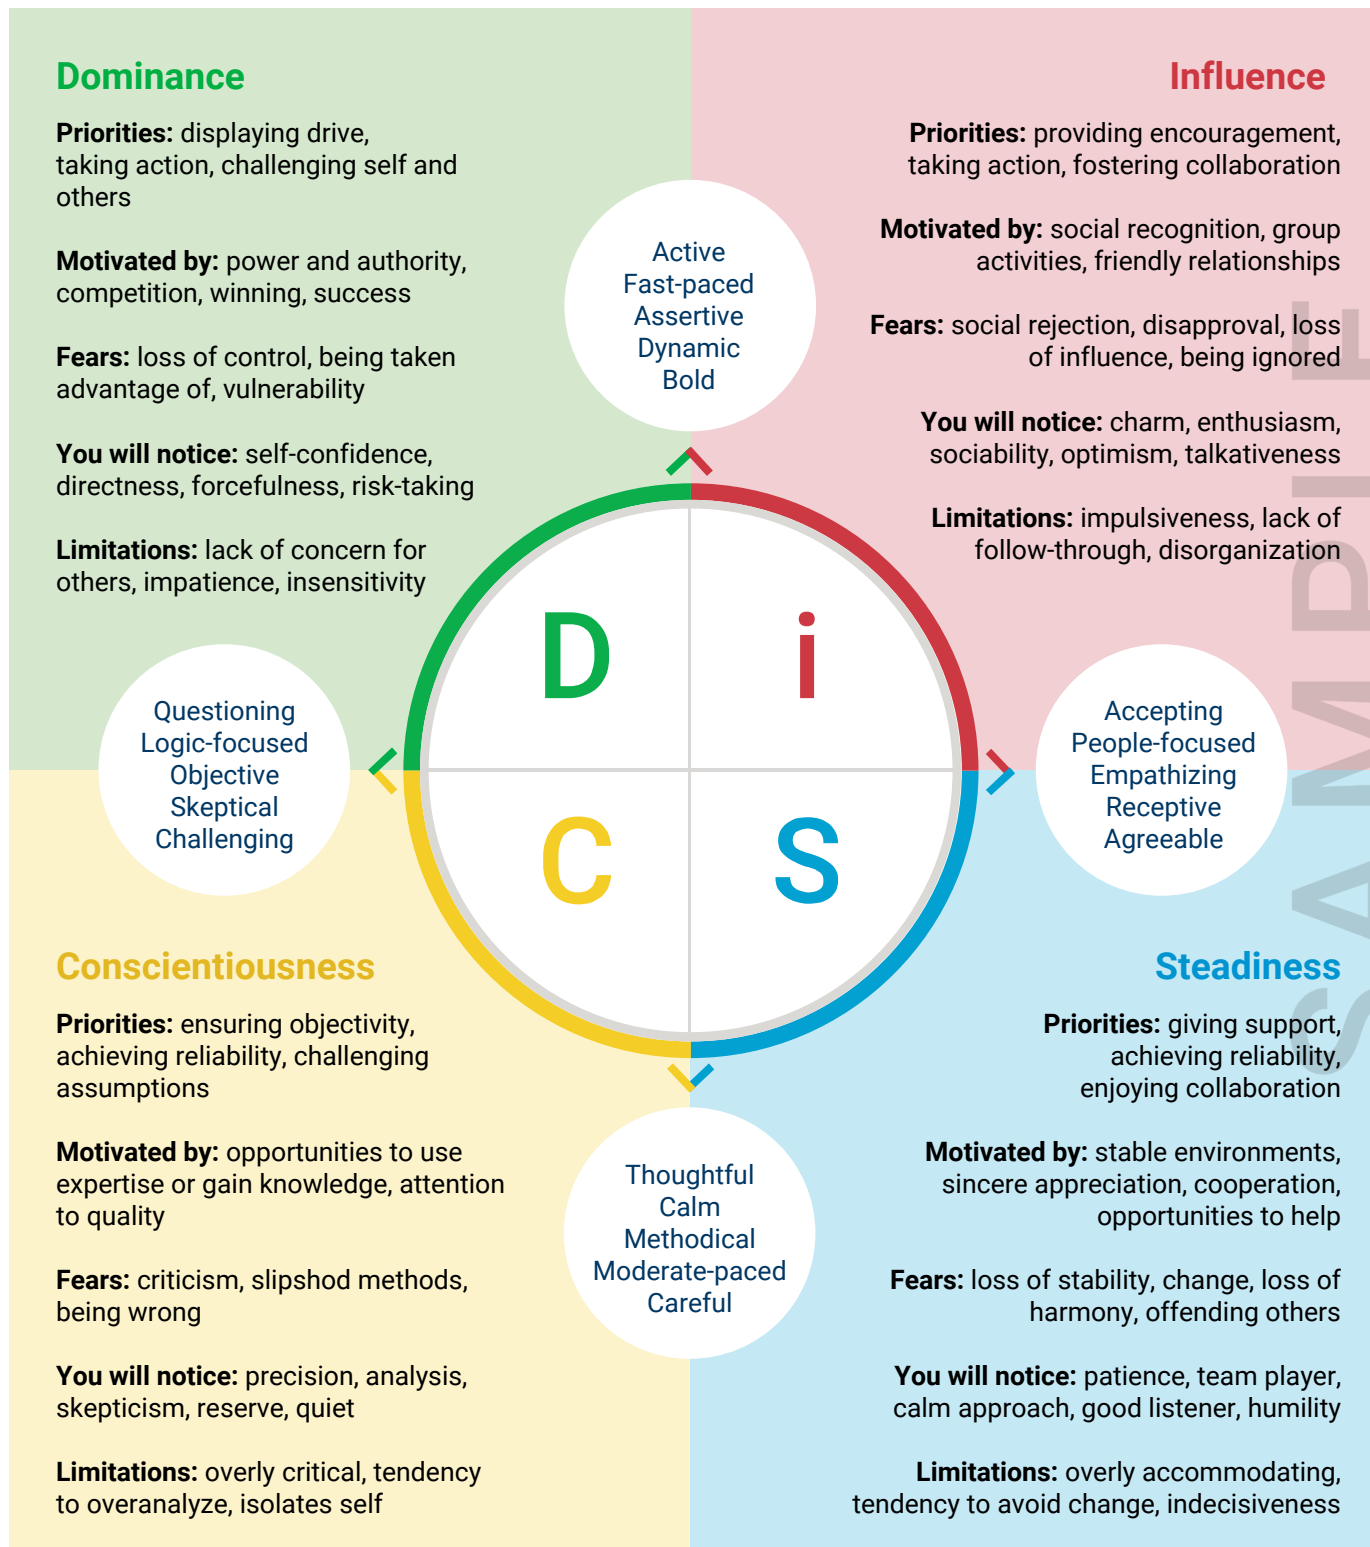 Dominance
Priorities: displaying drive,
taking action, challenging self and
others
Motivated by: power and authority,
competition, winning, success
Fears: loss of control, being taken
advantage of, vulnerability
You will notice: self-confidence,
directness, forcefulness, risk-taking
Limitations: lack of concern for
others, impatience, insensitivity
Influence
Priorities: providing encouragement,
taking action, fostering collaboration
Motivated by: social recognition, group
activities, friendly relationships
Fears: social rejection, disapproval, loss
of influence, being ignored
You will notice: charm, enthusiasm,
sociability, optimism, talkativeness
Limitations: impulsiveness, lack of
follow-through, disorganization
Active
Fast-paced
Assertive
Dynamic
Bold
D
i
Questioning
Logic-focused
Objective
Skeptical
Challenging
Accepting
People-focused
Empathizing
Receptive
Agreeable
C
S
Conscientiousness
Priorities: ensuring objectivity,
achieving reliability, challenging
assumptions
Motivated by: opportunities to use
expertise or gain knowledge, attention
to quality
Fears: criticism, slipshod methods,
being wrong
You will notice: precision, analysis,
skepticism, reserve, quiet
Limitations: overly critical, tendency
to overanalyze, isolates self
Thoughtful
Calm
Methodical
Moderate-paced
Careful
Steadiness
Priorities: giving support,
achieving reliability,
enjoying collaboration
Motivated by: stable environments,
sincere appreciation, cooperation,
opportunities to help
Fears: loss of stability, change, loss of
harmony, offending others
You will notice: patience, team player,
calm approach, good listener, humility
Limitations: overly accommodating,
tendency to avoid change, indecisiveness
SAMPLE